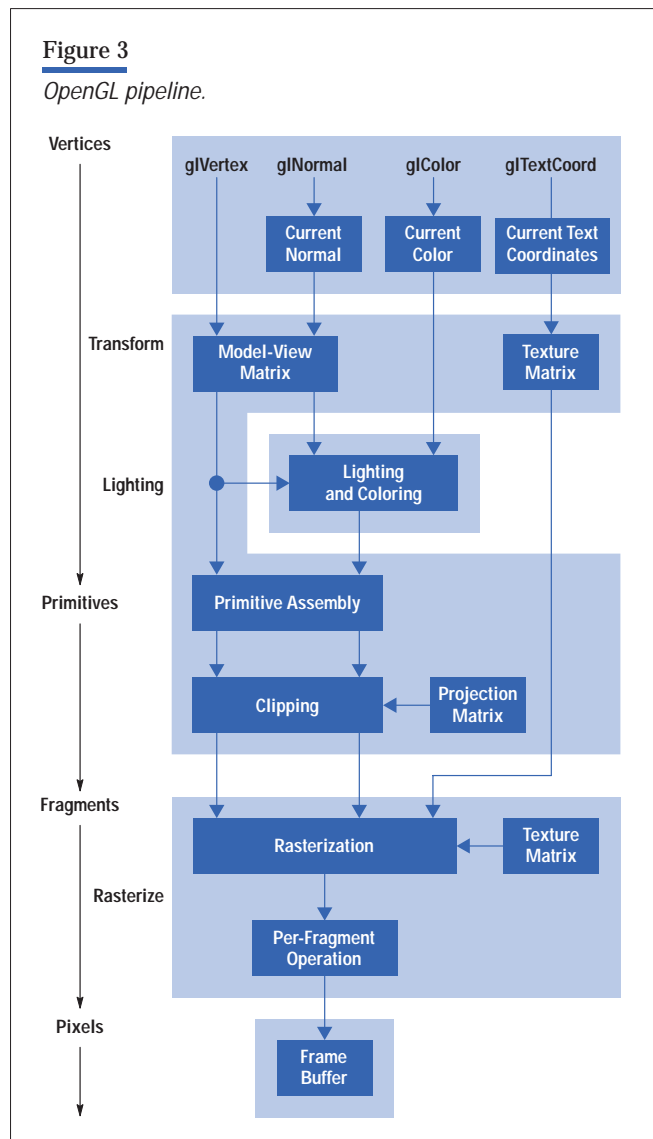 Figure 3
OpenGL pipeline.
Vertices
glVertex
glNormal
glColor
glTextCoord
Current
Normal
Current
Color
Current Text
Coordinates
Transform
Model-View
Matrix
Texture
Matrix
Lighting
Lighting
and Coloring
Primitives
Primitive Assembly
Clipping
Projection
Matrix
Fragments
Rasterization
Texture
Matrix
Rasterize
Per-Fragment
Operation
Pixels
Frame
Buffer